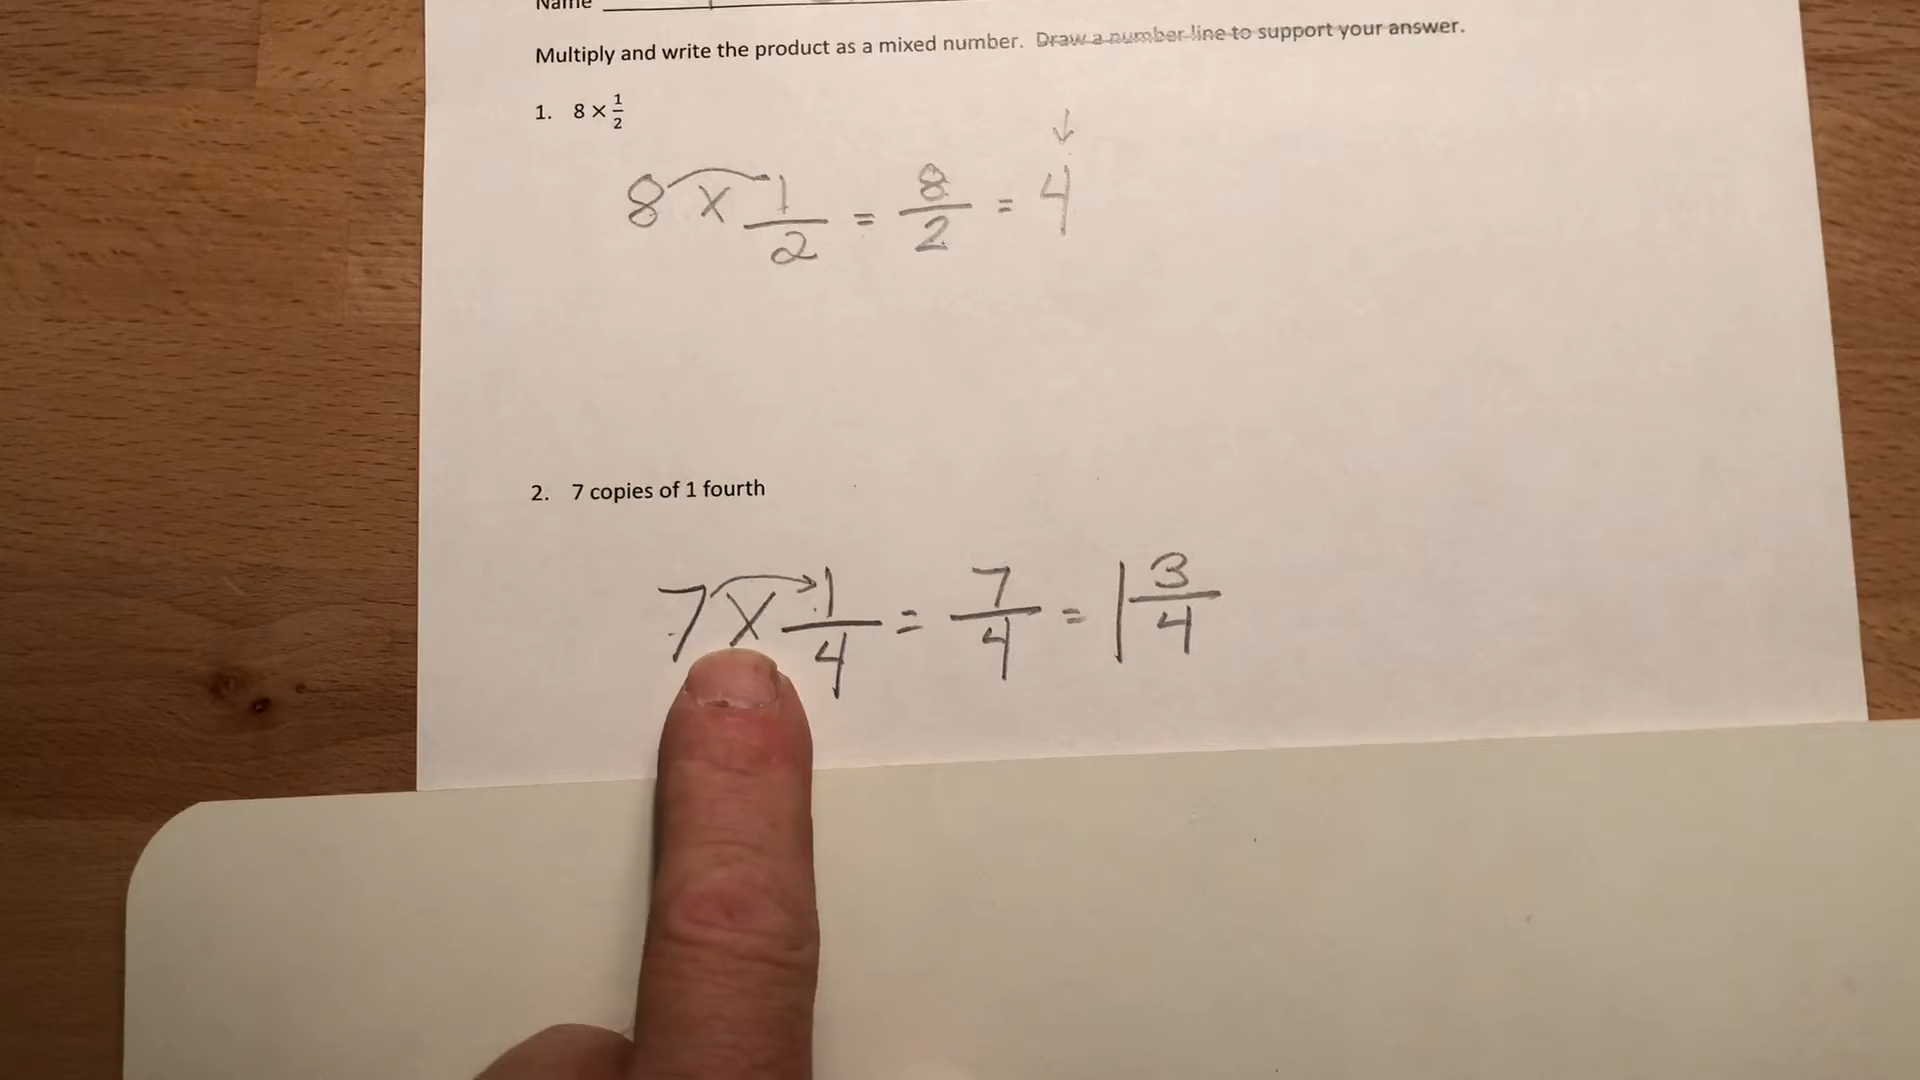 Name
Multiply and write the product as a mixed number. Draw a number line to support your answer.
1. 8 × 1/2
8 × 1/2 = 8/2 = 4
2. 7 copies of 1 fourth
7 × 1/4 = 7/4 = 1 3/4